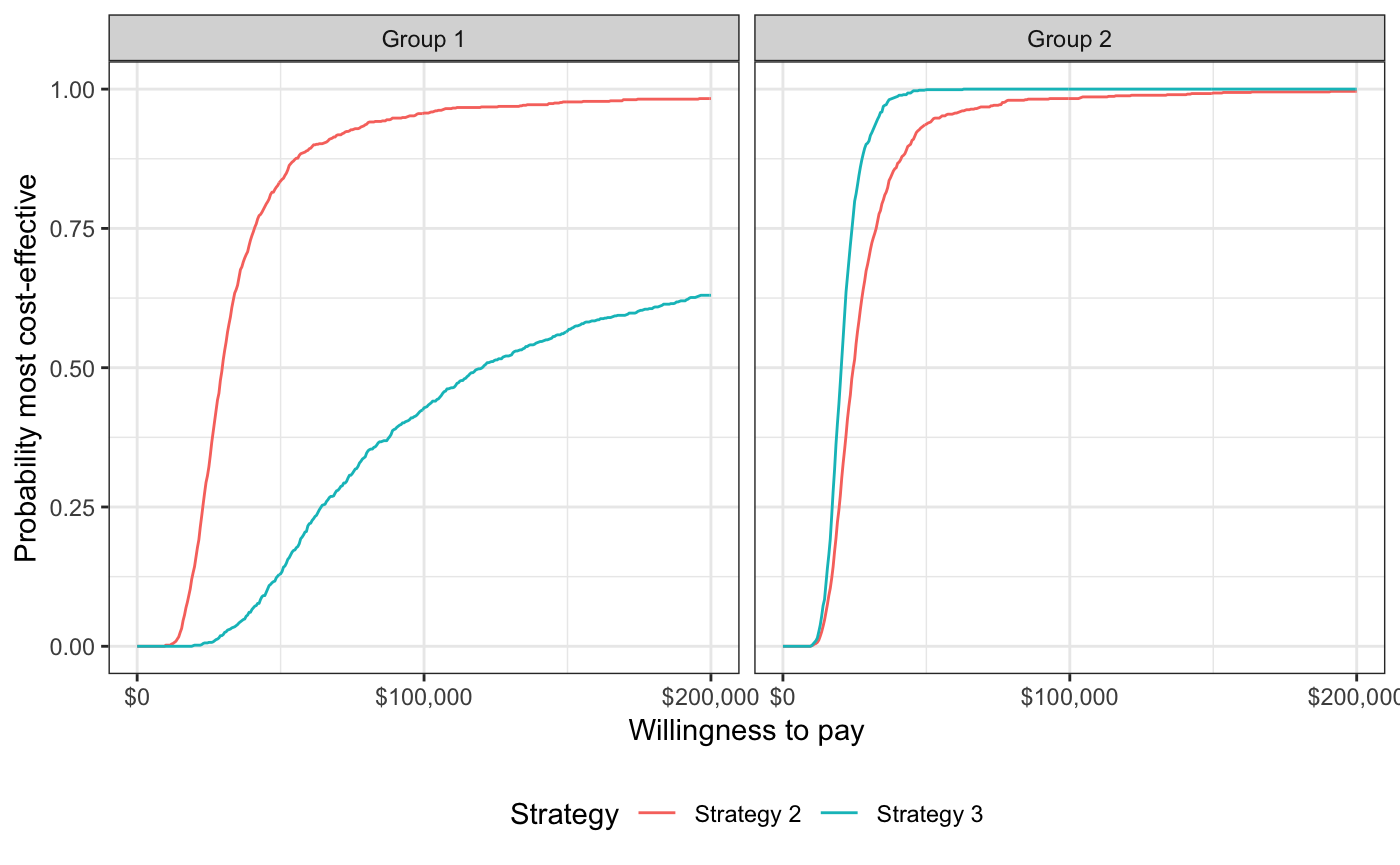 Group 1
Group 2
Probability most cost-effective
1.00
0.75
0.50
0.25
0.00
$0
$100,000
$200,000
$0
$100,000
$200,000
Willingness to pay
Strategy
Strategy 2
Strategy 3